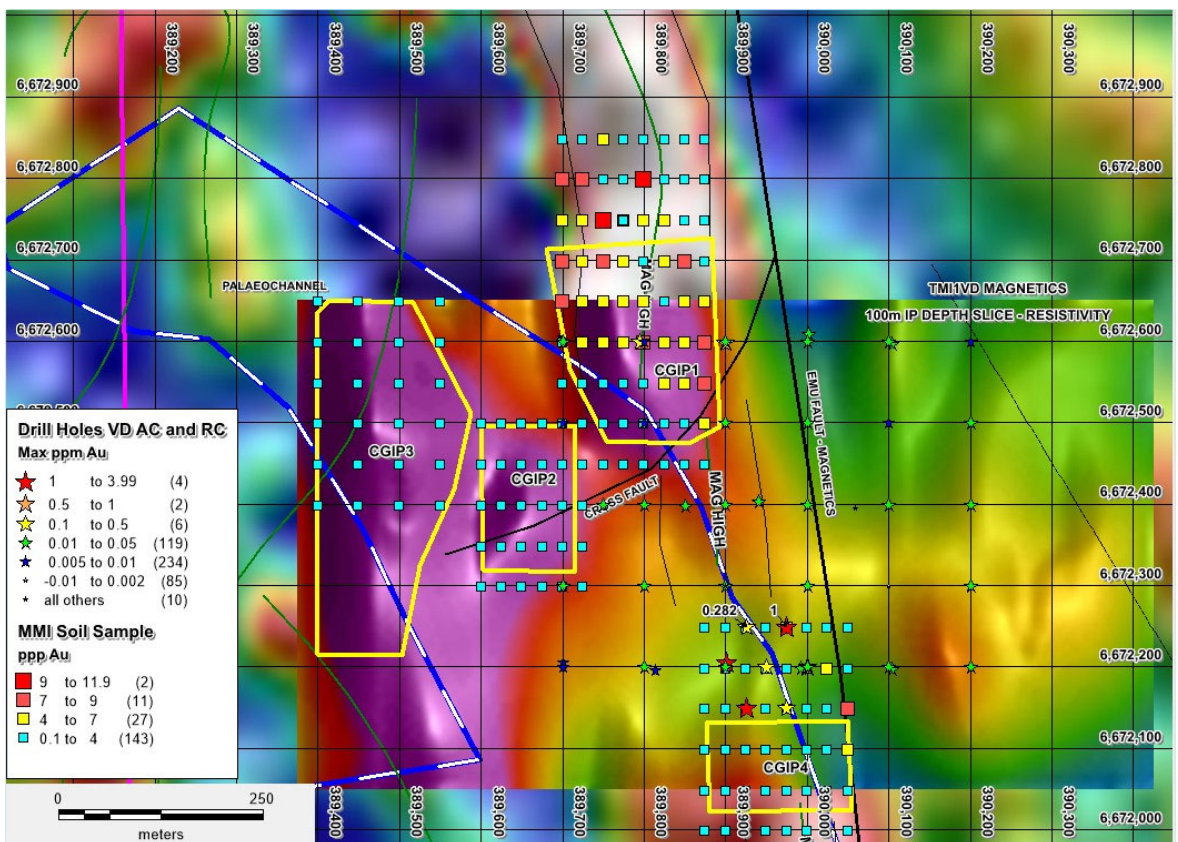 389,200
389,300
389,400
389,500
389,600
389,700
389,800
389,900
390,000
390,100
390,200
390,300
6,672,900
6,672,900
6,672,800
6,672,800
6,672,700
6,672,700
PALAEOCHANNEL
MAG HIGH
TMI1VD MAGNETICS
100m IP DEPTH SLICE - RESISTIVITY
6,672,600
6,672,600
CGIP1
EMU FAULT - MAGNETICS
6,672,500
CGIP3
CGIP2
CROSS FAULT
MAG HIGH
6,672,400
6,672,300
0.282
1
6,672,200
6,672,100
CGIP4
6,672,000
Drill Holes VD AC and RC
Max ppm Au
1 to 3.99 (4)
0.5 to 1 (2)
0.1 to 0.5 (6)
0.01 to 0.05 (119)
0.005 to 0.01 (234)
-0.01 to 0.002 (85)
all others (10)
MMI Soil Sample
ppp Au
9 to 11.9 (2)
7 to 9 (11)
4 to 7 (27)
0.1 to 4 (143)
0 250
meters
389,400
389,500
389,600
389,700
389,800
389,900
390,000
390,100
390,200
390,300